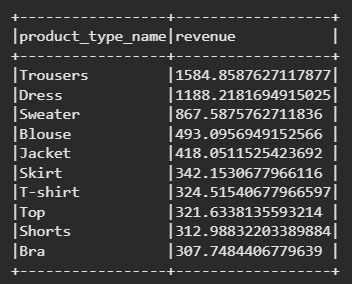 +-----------------+------------------+
|product_type_name|revenue           |
+-----------------+------------------+
|Trousers         |1584.8587627117877|
|Dress            |1188.2181694915025|
|Sweater          |867.5875762711836 |
|Blouse           |493.0956949152566 |
|Jacket           |418.0511525423692 |
|Skirt            |342.1530677966116 |
|T-shirt          |324.51540677966597|
|Top              |321.6338135593214 |
|Shorts           |312.98832203389884|
|Bra              |307.7484406779639 |
+-----------------+------------------+